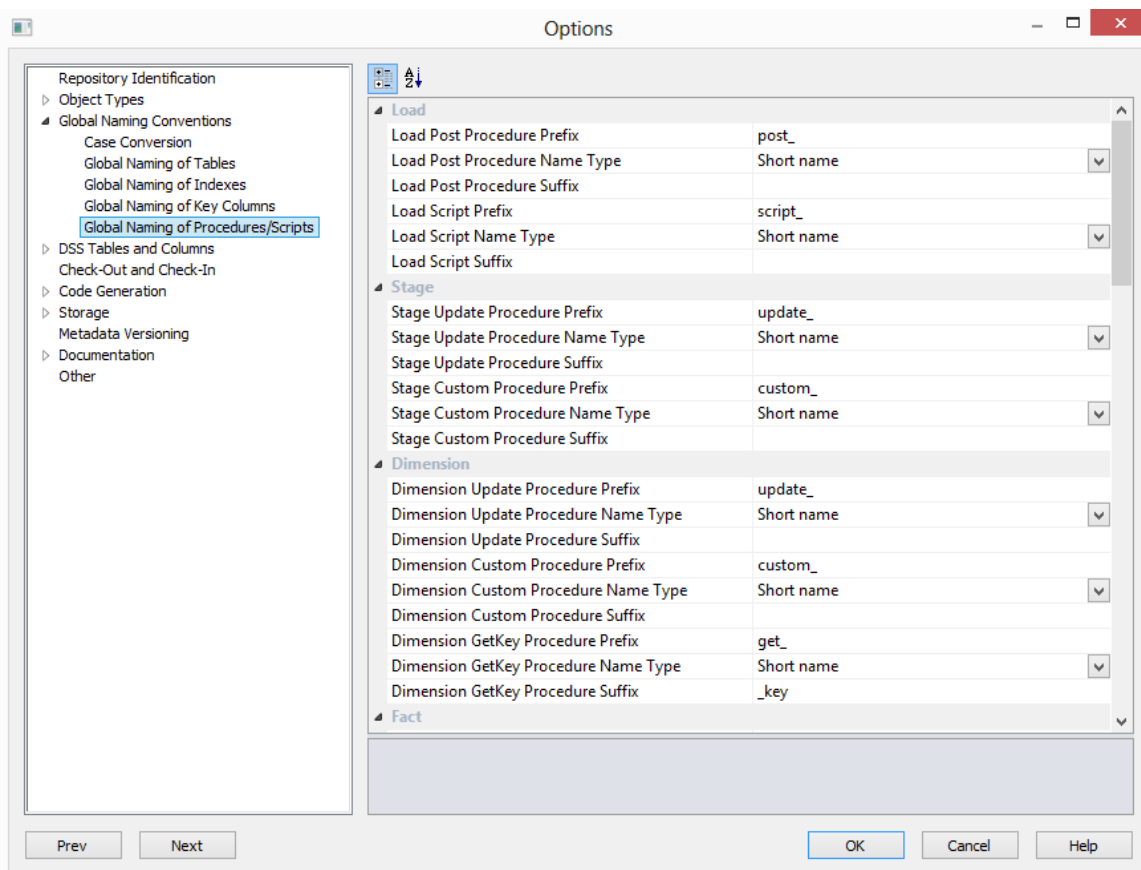 Options
Repository Identification
Object Types
Global Naming Conventions
Case Conversion
Global Naming of Tables
Global Naming of Indexes
Global Naming of Key Columns
Global Naming of Procedures/Scripts
DSS Tables and Columns
Check-Out and Check-In
Code Generation
Storage
Metadata Versioning
Documentation
Other
Load
Load Post Procedure Prefix post_
Load Post Procedure Name Type Short name
Load Post Procedure Suffix
Load Script Prefix script_
Load Script Name Type Short name
Load Script Suffix
Stage
Stage Update Procedure Prefix update_
Stage Update Procedure Name Type Short name
Stage Update Procedure Suffix
Stage Custom Procedure Prefix custom_
Stage Custom Procedure Name Type Short name
Stage Custom Procedure Suffix
Dimension
Dimension Update Procedure Prefix update_
Dimension Update Procedure Name Type Short name
Dimension Update Procedure Suffix
Dimension Custom Procedure Prefix custom_
Dimension Custom Procedure Name Type Short name
Dimension Custom Procedure Suffix
Dimension GetKey Procedure Prefix get_
Dimension GetKey Procedure Name Type Short name
Dimension GetKey Procedure Suffix _key
Fact
Prev Next OK Cancel Help